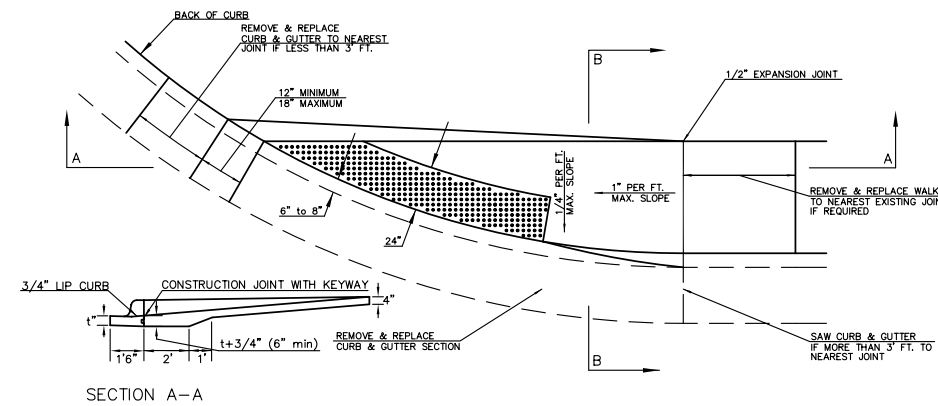 BACK OF CURB
REMOVE & REPLACE
CURB & GUTTER TO NEAREST
JOINT IF LESS THAN 3' FT.
12" MINIMUM
18" MAXIMUM
B
1/2" EXPANSION JOINT
A
A
1/4" PER FT.
MAX. SLOPE
1" PER FT.
MAX. SLOPE
REMOVE & REPLACE WALK
TO NEAREST EXISTING JOIN
IF REQUIRED
6" to 8"
24"
3/4" LIP CURB
CONSTRUCTION JOINT WITH KEYWAY
4"
t"
t+3/4" (6" min)
1'6"
2'
1'
REMOVE & REPLACE
CURB & GUTTER SECTION
SAW CURB & GUTTER
IF MORE THAN 3' FT. TO
NEAREST JOINT
B
SECTION A-A